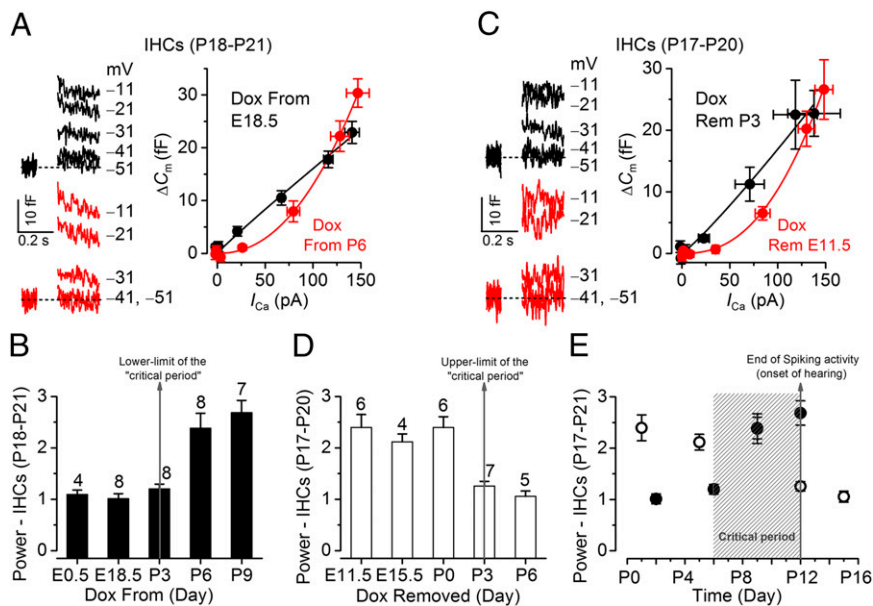 A
IHCs (P18-P21)
mV
−11
−21
−31
−41
−51
−11
−21
−31
−41, −51
10 fF
0.2 s
ΔCm (fF)
30
20
10
0
Dox From
E18.5
Dox
From P6
0 50 100 150
ICa (pA)
C
IHCs (P17-P20)
mV
−11
−21
−31
−41
−51
−11
−21
−31
−41, −51
10 fF
0.2 s
ΔCm (fF)
30
20
10
0
Dox
Rem P3
Dox
Rem E11.5
0 50 100 150
ICa (pA)
B
Lower-limit of the
"critical period"
Power - IHCs (P18-P21)
3
2
1
0
4 8 8 8 7
E0.5 E18.5 P3 P6 P9
Dox From (Day)
D
Upper-limit of the
"critical period"
Power - IHCs (P17-P20)
3
2
1
0
6 4 6 7 5
E11.5 E15.5 P0 P3 P6
Dox Removed (Day)
E
End of Spiking activity
(onset of hearing)
Power - IHCs (P17-P21)
3
2
1
0
Critical period
P0 P4 P8 P12 P16
Time (Day)